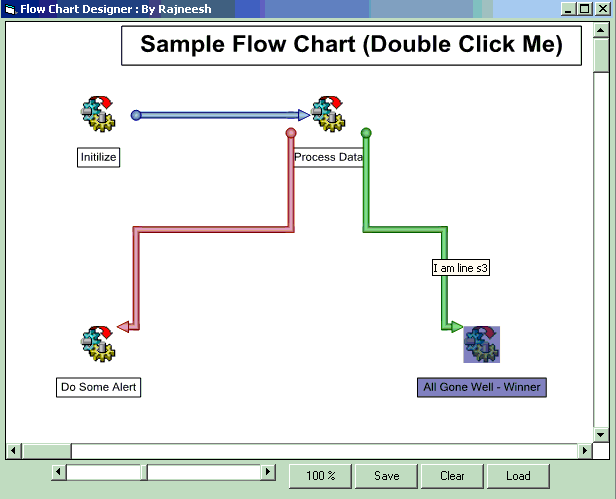 Flow Chart Designer : By Rajneesh
Sample Flow Chart (Double Click Me)
Initilize
Process Data
I am line s3
Do Some Alert
All Gone Well - Winner
100 %
Save
Clear
Load